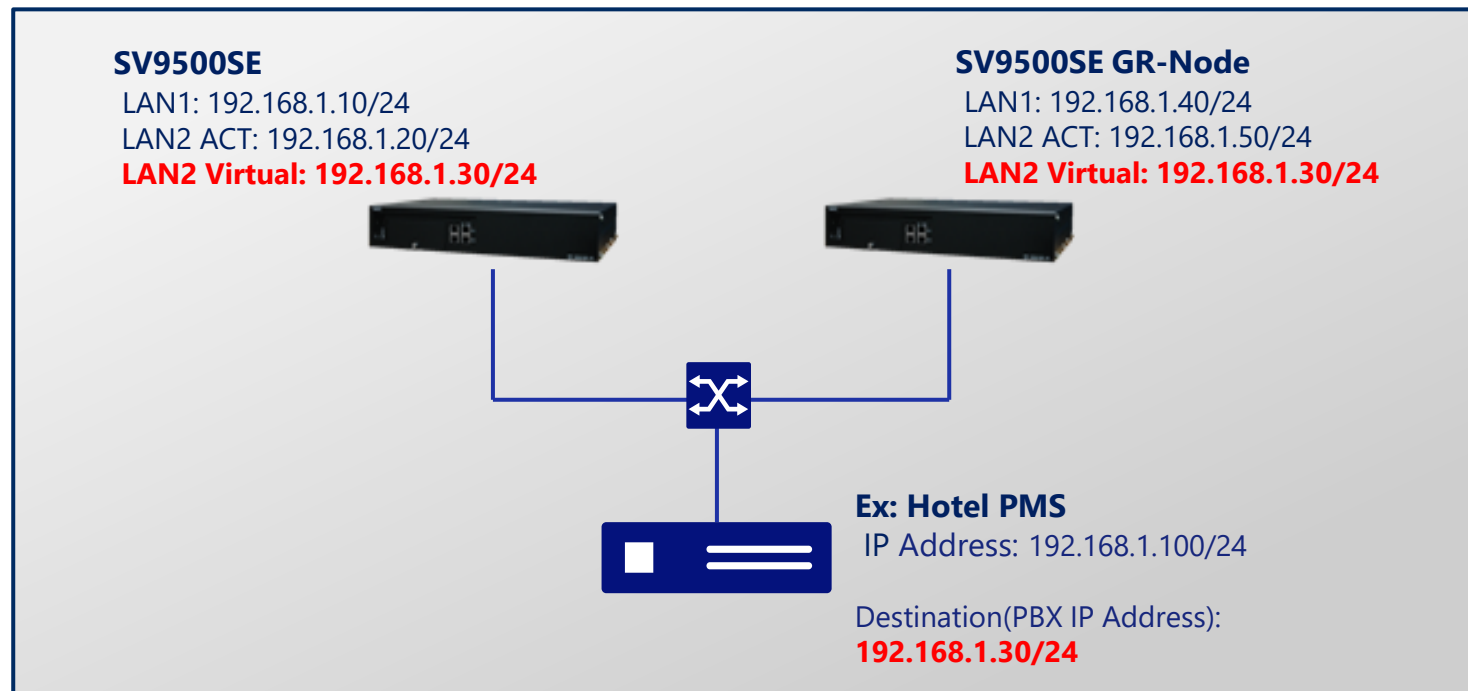 SV9500SE
LAN1: 192.168.1.10/24
LAN2 ACT: 192.168.1.20/24
LAN2 Virtual: 192.168.1.30/24
SV9500SE GR-Node
LAN1: 192.168.1.40/24
LAN2 ACT: 192.168.1.50/24
LAN2 Virtual: 192.168.1.30/24
Ex: Hotel PMS
IP Address: 192.168.1.100/24
Destination(PBX IP Address):
192.168.1.30/24